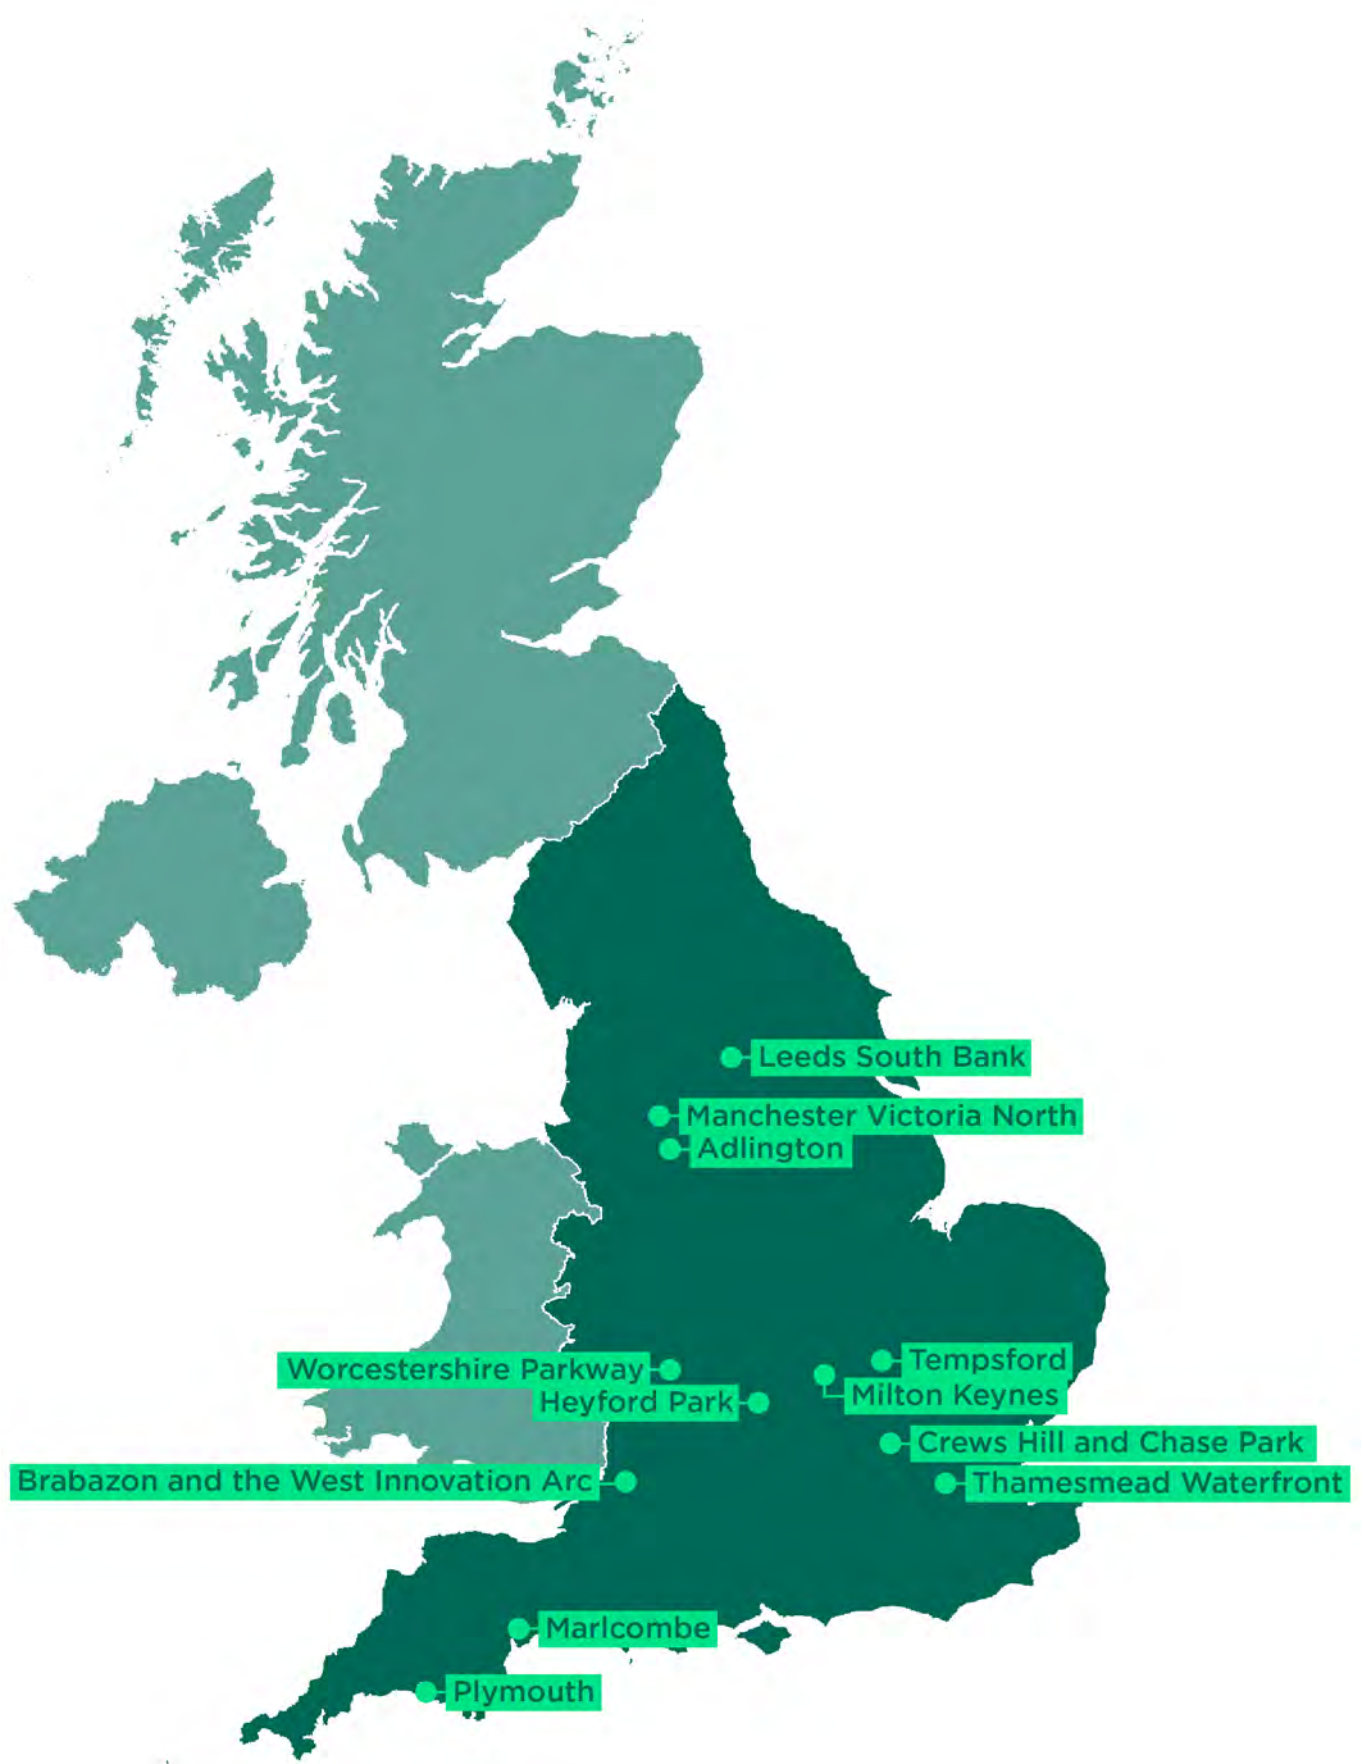 Leeds South Bank
Manchester Victoria North
Adlington
Tempsford
Worcestershire Parkway
Milton Keynes
Heyford Park
Crews Hill and Chase Park
Brabazon and the West Innovation Arc
Thamesmead Waterfront
Marlcombe
Plymouth